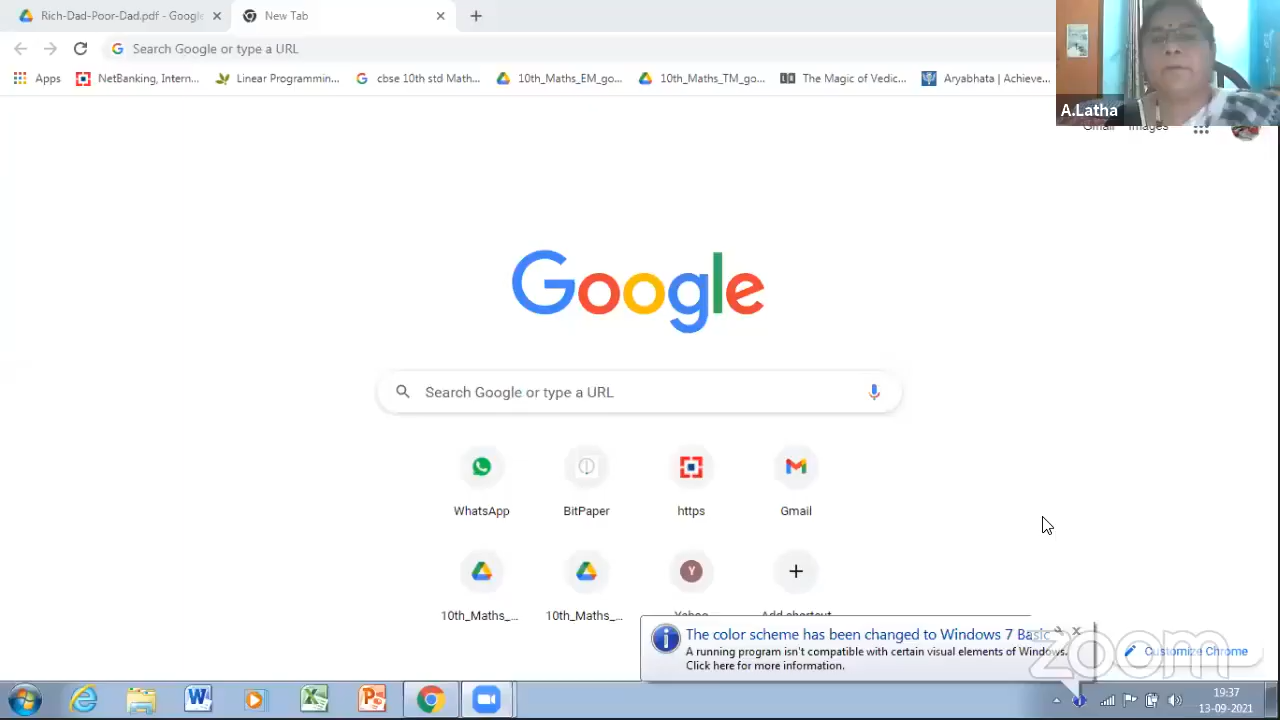 Rich-Dad-Poor-Dad.pdf - Google
New Tab
Search Google or type a URL
Apps
NetBanking, Intern...
Linear Programmin...
cbse 10th std Math...
10th_Maths_EM_go...
10th_Maths_TM_go...
The Magic of Vedic...
Aryabhata | Achieve...
A.Latha
Gmail Images
Google
Search Google or type a URL
WhatsApp
BitPaper
https
Gmail
Y
10th_Maths_...
10th_Maths_...
Yahoo
Add shortcut
The color scheme has been changed to Windows 7 Basic
A running program isn't compatible with certain visual elements of Windows.
Click here for more information.
zoom
Customize Chrome
19:37
13-09-2021